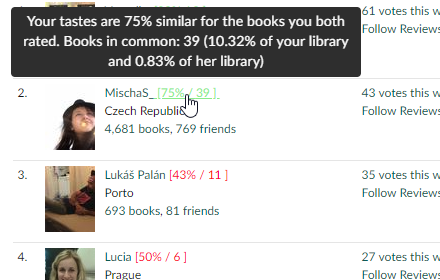 61 votes this w
Your tastes are 75% similar for the books you both
rated. Books in common: 39 (10.32% of your library
and 0.83% of her library)
Follow Reviews
2.
MischaS_ [75% / 39 ]
43 votes this w
Czech Republic
Follow Reviews
4,681 books, 769 friends
3.
Lukáš Palán [43% / 11 ]
35 votes this w
Porto
Follow Reviews
693 books, 81 friends
4.
Lucia [50% / 6 ]
27 votes this w
Prague
Follow Reviews